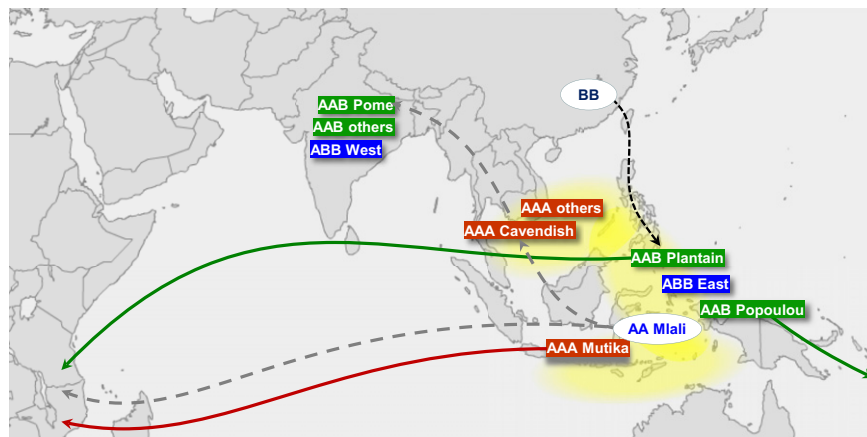 BB
AAB Pome
AAB others
ABB West
AAA others
AAA Cavendish
AAB Plantain
ABB East
AAB Popoulou
AA Mlali
AAA Mutika